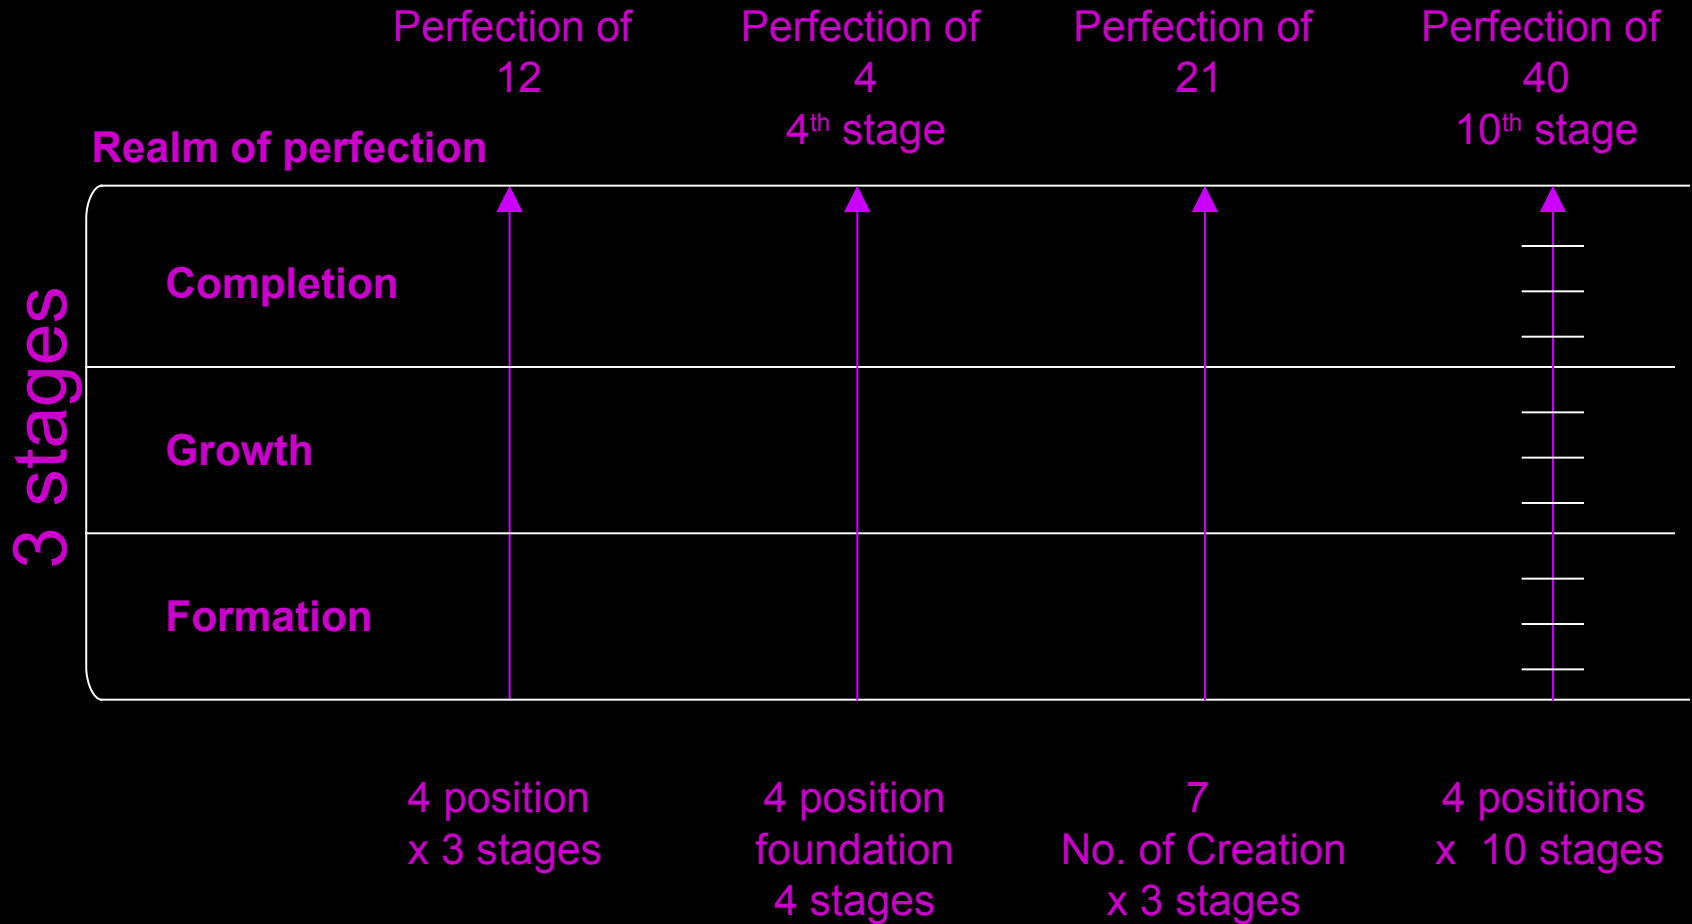 Perfection of
12
Perfection of
4
4th stage
Perfection of
21
Perfection of
40
10th stage
Realm of perfection
3 stages
Completion
Growth
Formation
4 position
x 3 stages
4 position
foundation
4 stages
7
No. of Creation
x 3 stages
4 positions
x 10 stages